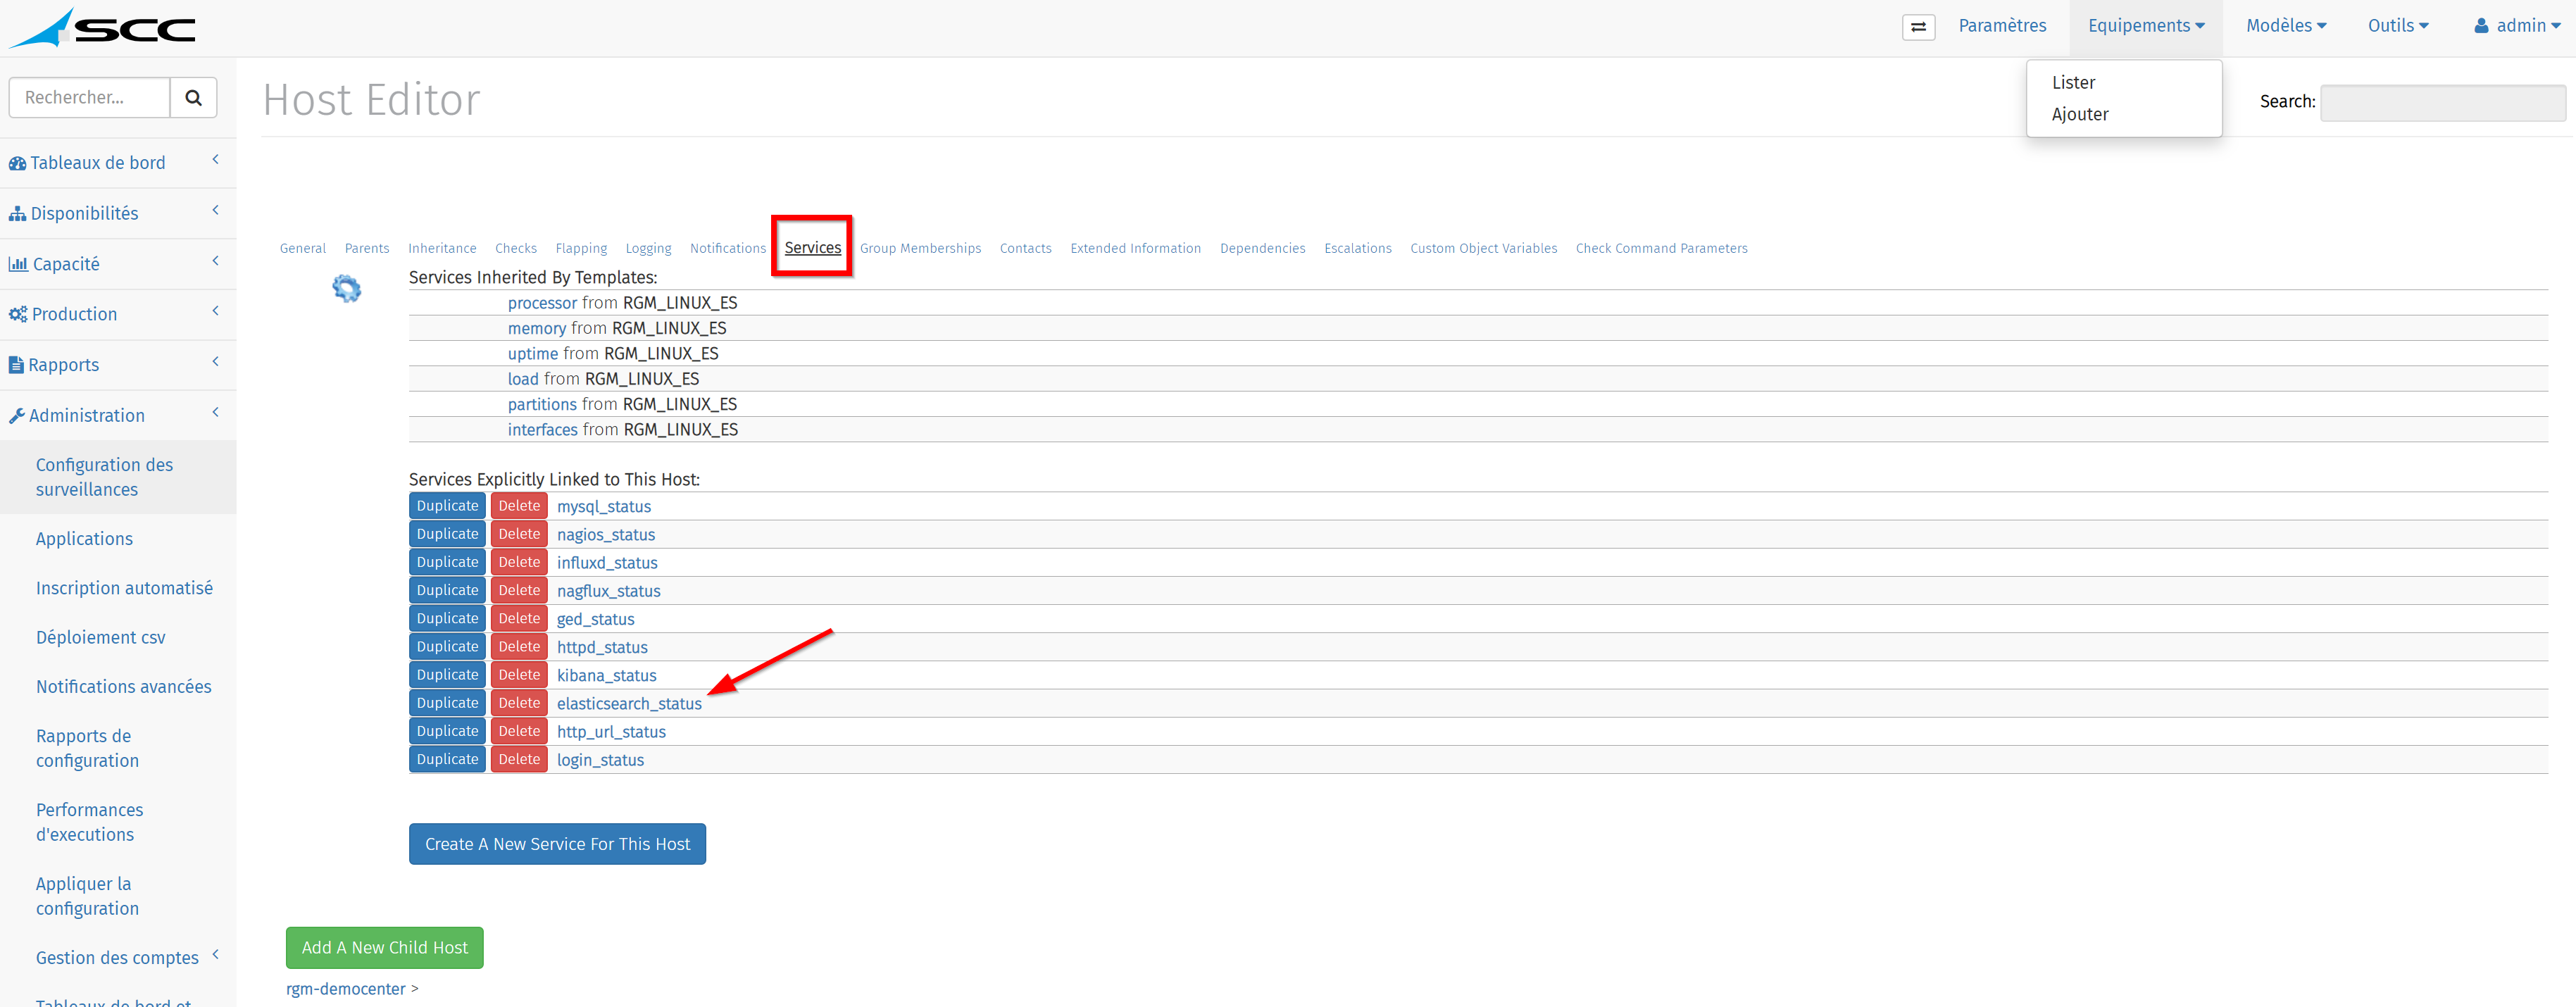 SCC
Paramètres
Equipements
Modèles
Outils
admin
Lister
Ajouter
Rechercher...
Host Editor
Search:
Tableaux de bord
Disponibilités
Capacité
Production
Rapports
Administration
Configuration des
surveillances
Applications
Inscription automatisé
Déploiement csv
Notifications avancées
Rapports de
configuration
Performances
d'executions
Appliquer la
configuration
Gestion des comptes
Tableaux de bord et
General Parents Inheritance Checks Flapping Logging Notifications Services Group Memberships Contacts Extended Information Dependencies Escalations Custom Object Variables Check Command Parameters
Services Inherited By Templates:
processor from RGM_LINUX_ES
memory from RGM_LINUX_ES
uptime from RGM_LINUX_ES
load from RGM_LINUX_ES
partitions from RGM_LINUX_ES
interfaces from RGM_LINUX_ES
Services Explicitly Linked to This Host:
Duplicate Delete mysql_status
Duplicate Delete nagios_status
Duplicate Delete influxd_status
Duplicate Delete nagflux_status
Duplicate Delete ged_status
Duplicate Delete httpd_status
Duplicate Delete kibana_status
Duplicate Delete elasticsearch_status
Duplicate Delete http_url_status
Duplicate Delete login_status
Create A New Service For This Host
Add A New Child Host
rgm-democenter >